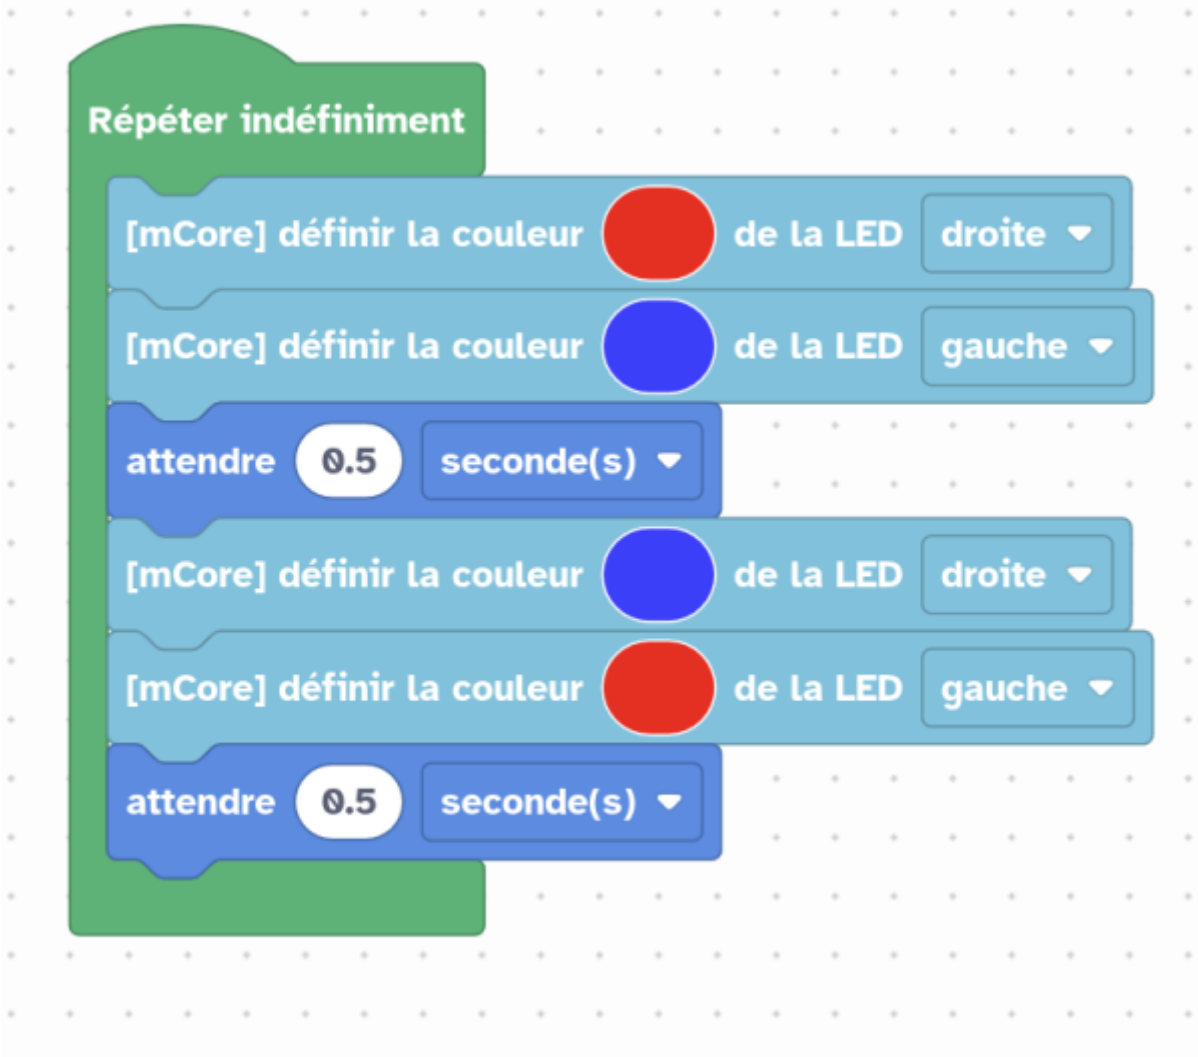 Répéter indéfiniment
[mCore] définir la couleur de la LED droite
[mCore] définir la couleur de la LED gauche
attendre 0.5 seconde(s)
[mCore] définir la couleur de la LED droite
[mCore] définir la couleur de la LED gauche
attendre 0.5 seconde(s)